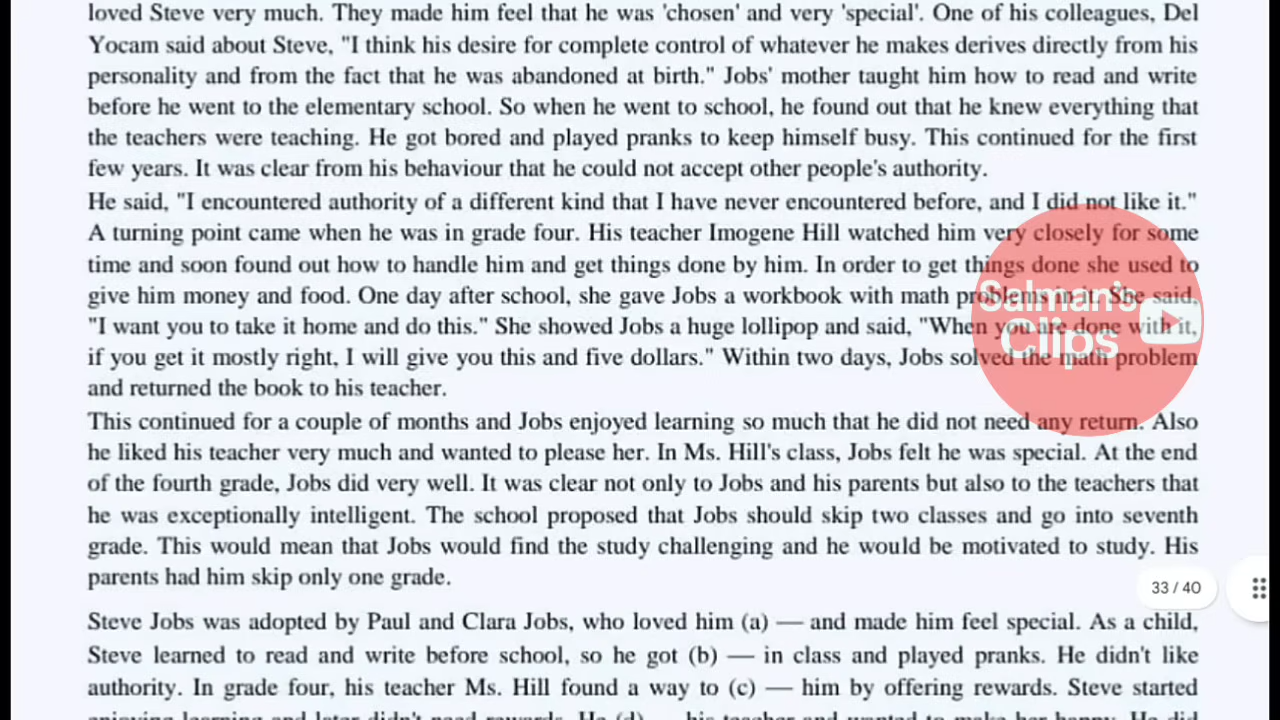 loved Steve very much. They made him feel that he was 'chosen' and very 'special'. One of his colleagues, Del
Yocam said about Steve, "I think his desire for complete control of whatever he makes derives directly from his
personality and from the fact that he was abandoned at birth." Jobs' mother taught him how to read and write
before he went to the elementary school. So when he went to school, he found out that he knew everything that
the teachers were teaching. He got bored and played pranks to keep himself busy. This continued for the first
few years. It was clear from his behaviour that he could not accept other people's authority.
He said, "I encountered authority of a different kind that I have never encountered before, and I did not like it."
A turning point came when he was in grade four. His teacher Imogene Hill watched him very closely for some
time and soon found out how to handle him and get things done by him. In order to get things done she used to
give him money and food. One day after school, she gave Jobs a workbook with math problems in it. She said,
"I want you to take it home and do this." She showed Jobs a huge lollipop and said, "When you are done with it,
if you get it mostly right, I will give you this and five dollars." Within two days, Jobs solved the math problem
and returned the book to his teacher.
Salman's
Clips
This continued for a couple of months and Jobs enjoyed learning so much that he did not need any return. Also
he liked his teacher very much and wanted to please her. In Ms. Hill's class, Jobs felt he was special. At the end
of the fourth grade, Jobs did very well. It was clear not only to Jobs and his parents but also to the teachers that
he was exceptionally intelligent. The school proposed that Jobs should skip two classes and go into seventh
grade. This would mean that Jobs would find the study challenging and he would be motivated to study. His
parents had him skip only one grade.
33 / 40
Steve Jobs was adopted by Paul and Clara Jobs, who loved him (a) — and made him feel special. As a child,
Steve learned to read and write before school, so he got (b) — in class and played pranks. He didn't like
authority. In grade four, his teacher Ms. Hill found a way to (c) — him by offering rewards. Steve started
enjoying learning and later didn't need rewards. He (d) — his teacher and wanted to make her happy. He did